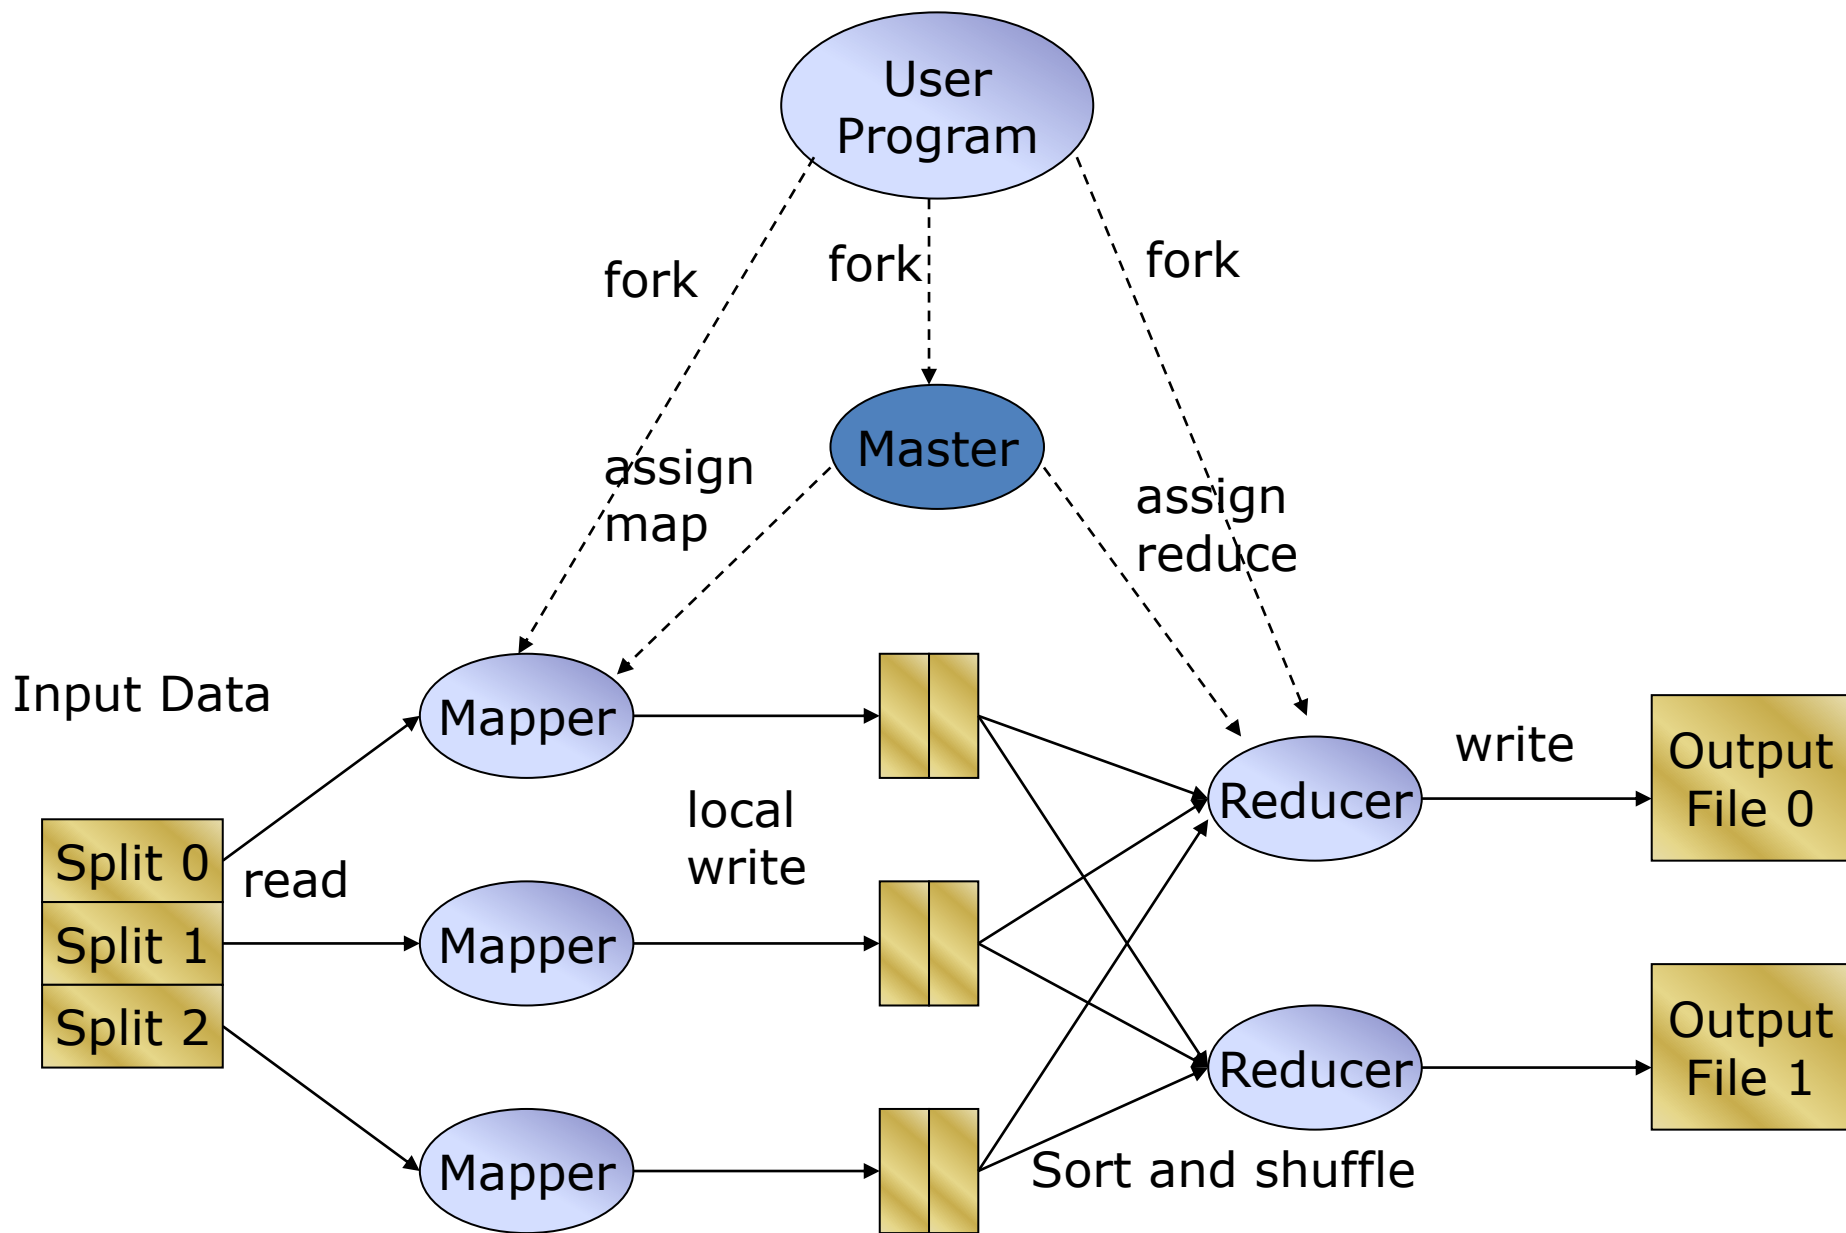 User
Program
fork
fork
fork
Master
assign
map
assign
reduce
Input Data
Mapper
Split 0
Split 1
Split 2
read
local
write
Mapper
Mapper
Reducer
Reducer
Sort and shuffle
write
Output
File 0
Output
File 1